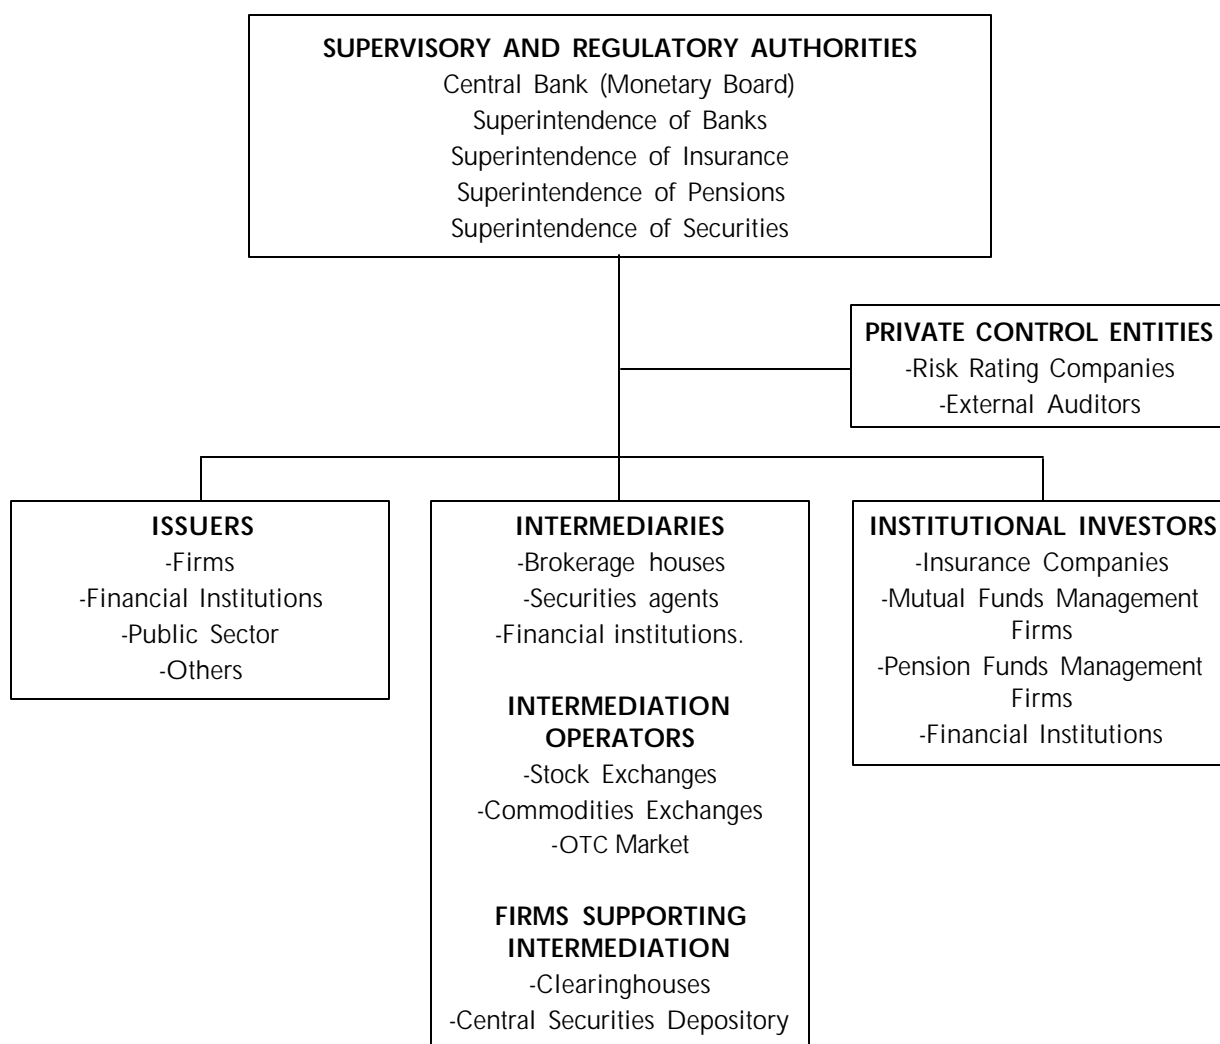 SUPERVISORY AND REGULATORY AUTHORITIES
Central Bank (Monetary Board)
Superintendence of Banks
Superintendence of Insurance
Superintendence of Pensions
Superintendence of Securities
PRIVATE CONTROL ENTITIES
-Risk Rating Companies
-External Auditors
ISSUERS
-Firms
-Financial Institutions
-Public Sector
-Others
INTERMEDIARIES
-Brokerage houses
-Securities agents
-Financial institutions.
INTERMEDIATION
OPERATORS
-Stock Exchanges
-Commodities Exchanges
-OTC Market
FIRMS SUPPORTING
INTERMEDIATION
-Clearinghouses
-Central Securities Depository
INSTITUTIONAL INVESTORS
-Insurance Companies
-Mutual Funds Management
Firms
-Pension Funds Management
Firms
-Financial Institutions